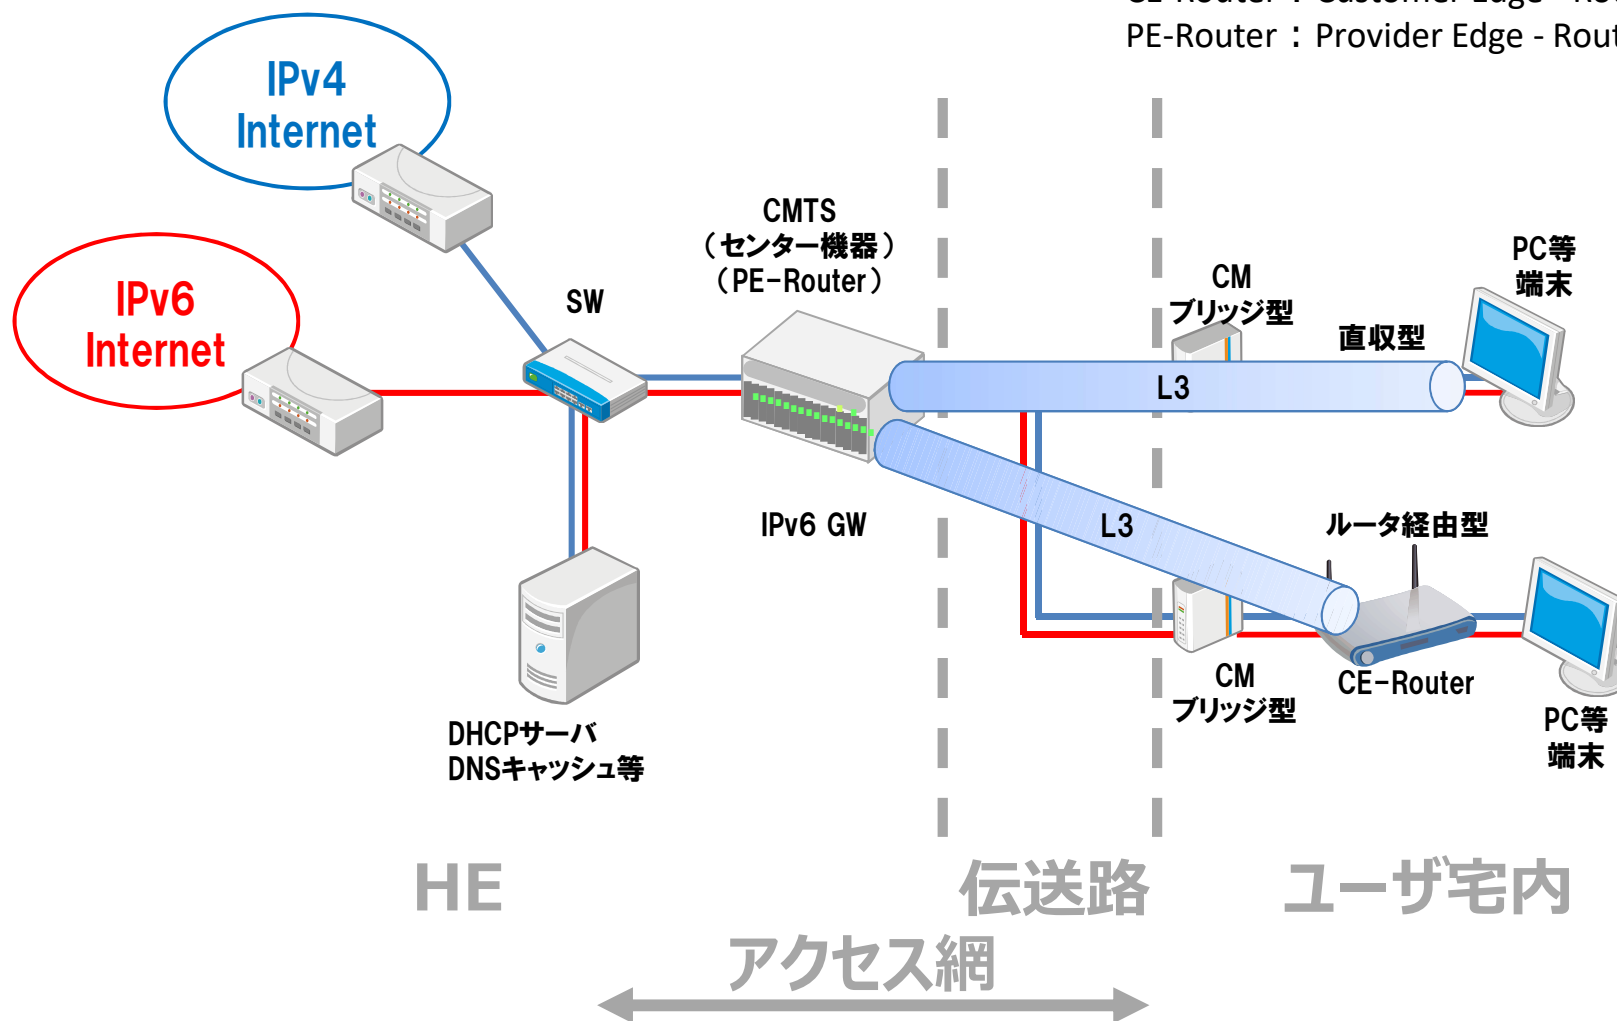 PE-Router：Provider Edge - Rout
IPv4
Internet
CMTS
（センター機器）
（PE-Router）
PC等
端末
CM
ブリッジ型
IPv6
Internet
SW
直収型
L3
IPv6 GW
L3
ルータ経由型
CM
ブリッジ型
CE-Router
PC等
端末
DHCPサーバ
DNSキャッシュ等
HE
伝送路
ユーザ宅内
アクセス網